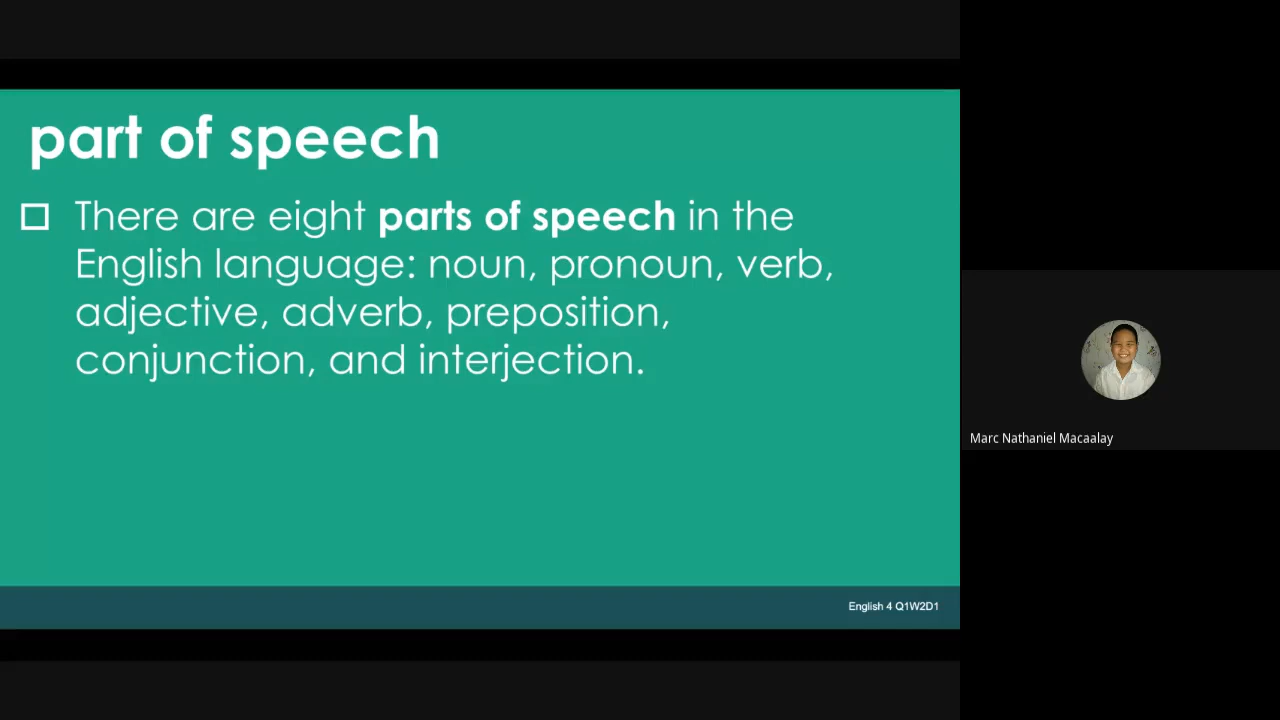 part of speech
There are eight parts of speech in the
English language: noun, pronoun, verb,
adjective, adverb, preposition,
conjunction, and interjection.
English 4 Q1W2D1
Marc Nathaniel Macaalay